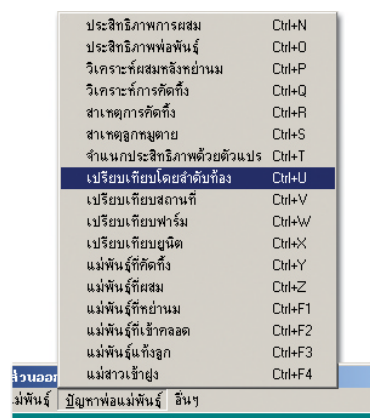 ประสิทธิภาพการผสม Ctrl+N
ประสิทธิภาพพ่อพันธุ์ Ctrl+O
วิเคราะห์ผสมหลังหย่านม Ctrl+P
วิเคราะห์การคัดทิ้ง Ctrl+Q
สาเหตุการคัดทิ้ง Ctrl+R
สาเหตุลูกหมูตาย Ctrl+S
จำแนกประสิทธิภาพด้วยตัวแปร Ctrl+T
เปรียบเทียบโดยลำดับท้อง Ctrl+U
เปรียบเทียบสถานที่ Ctrl+V
เปรียบเทียบฟาร์ม Ctrl+W
เปรียบเทียบยูนิต Ctrl+X
แม่พันธุ์ที่คัดทิ้ง Ctrl+Y
แม่พันธุ์ที่ผสม Ctrl+Z
แม่พันธุ์ที่หย่านม Ctrl+F1
แม่พันธุ์ที่เข้าคลอด Ctrl+F2
แม่พันธุ์แท้งลูก Ctrl+F3
แม่สาวเข้าฝูง Ctrl+F4
ส่วนออก
ม่พันธุ์ ปัญหาพ่อแม่พันธุ์ อื่นๆ